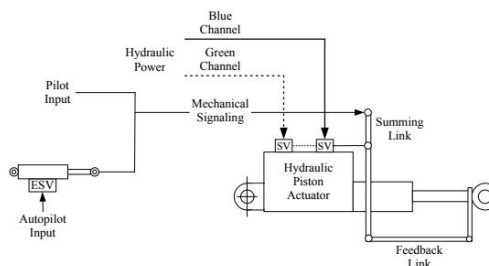 Blue
Channel
Hydraulic
Power
Green
Channel
Pilot
Input
Mechanical
Signaling
Summing
Link
SV
SV
Hydraulic
Piston
Actuator
ESV
Autopilot
Input
Feedback
Link